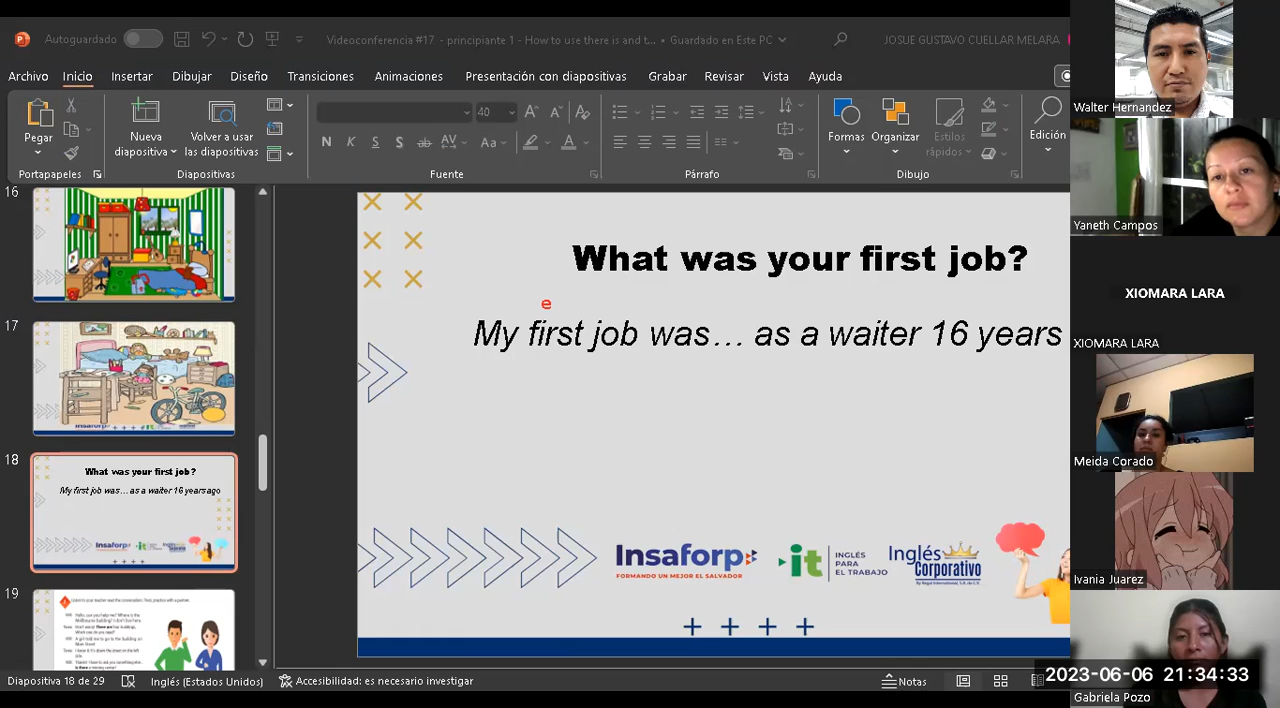 Autoguardado
Videoconferencia #17 - principiante 1 - How to use there is and t... • Guardado en Este PC
JOSUE GUSTAVO CUELLAR MELARA
Archivo Inicio Insertar Dibujar Diseño Transiciones Animaciones Presentación con diapositivas Grabar Revisar Vista Ayuda
Pegar
Nueva diapositiva
Volver a usar las diapositivas
40
N K S S ab AV Aa A
Formas
Organizar
Estilos rápidos
Edición
Portapapeles
Diapositivas
Fuente
Párrafo
Dibujo
16
17
Insaforp
18
What was your first job?
My first job was... as a waiter 16 years ago
Insaforp
it
19
What was your first job?
e
My first job was... as a waiter 16 years
Insaforp
FORMANDO UN MEJOR EL SALVADOR
it
INGLÉS
PARA
EL TRABAJO
Inglés
Corporativo
Diapositiva 18 de 29
Inglés (Estados Unidos)
Accesibilidad: es necesario investigar
Notas
Walter Hernandez
Yaneth Campos
XIOMARA LARA
XIOMARA LARA
Meida Corado
Ivania Juarez
2023-06-06 21:34:33
Gabriela Pozo